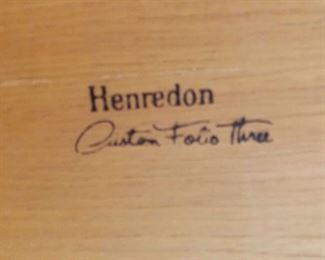 Henredon
Custom Folio Three